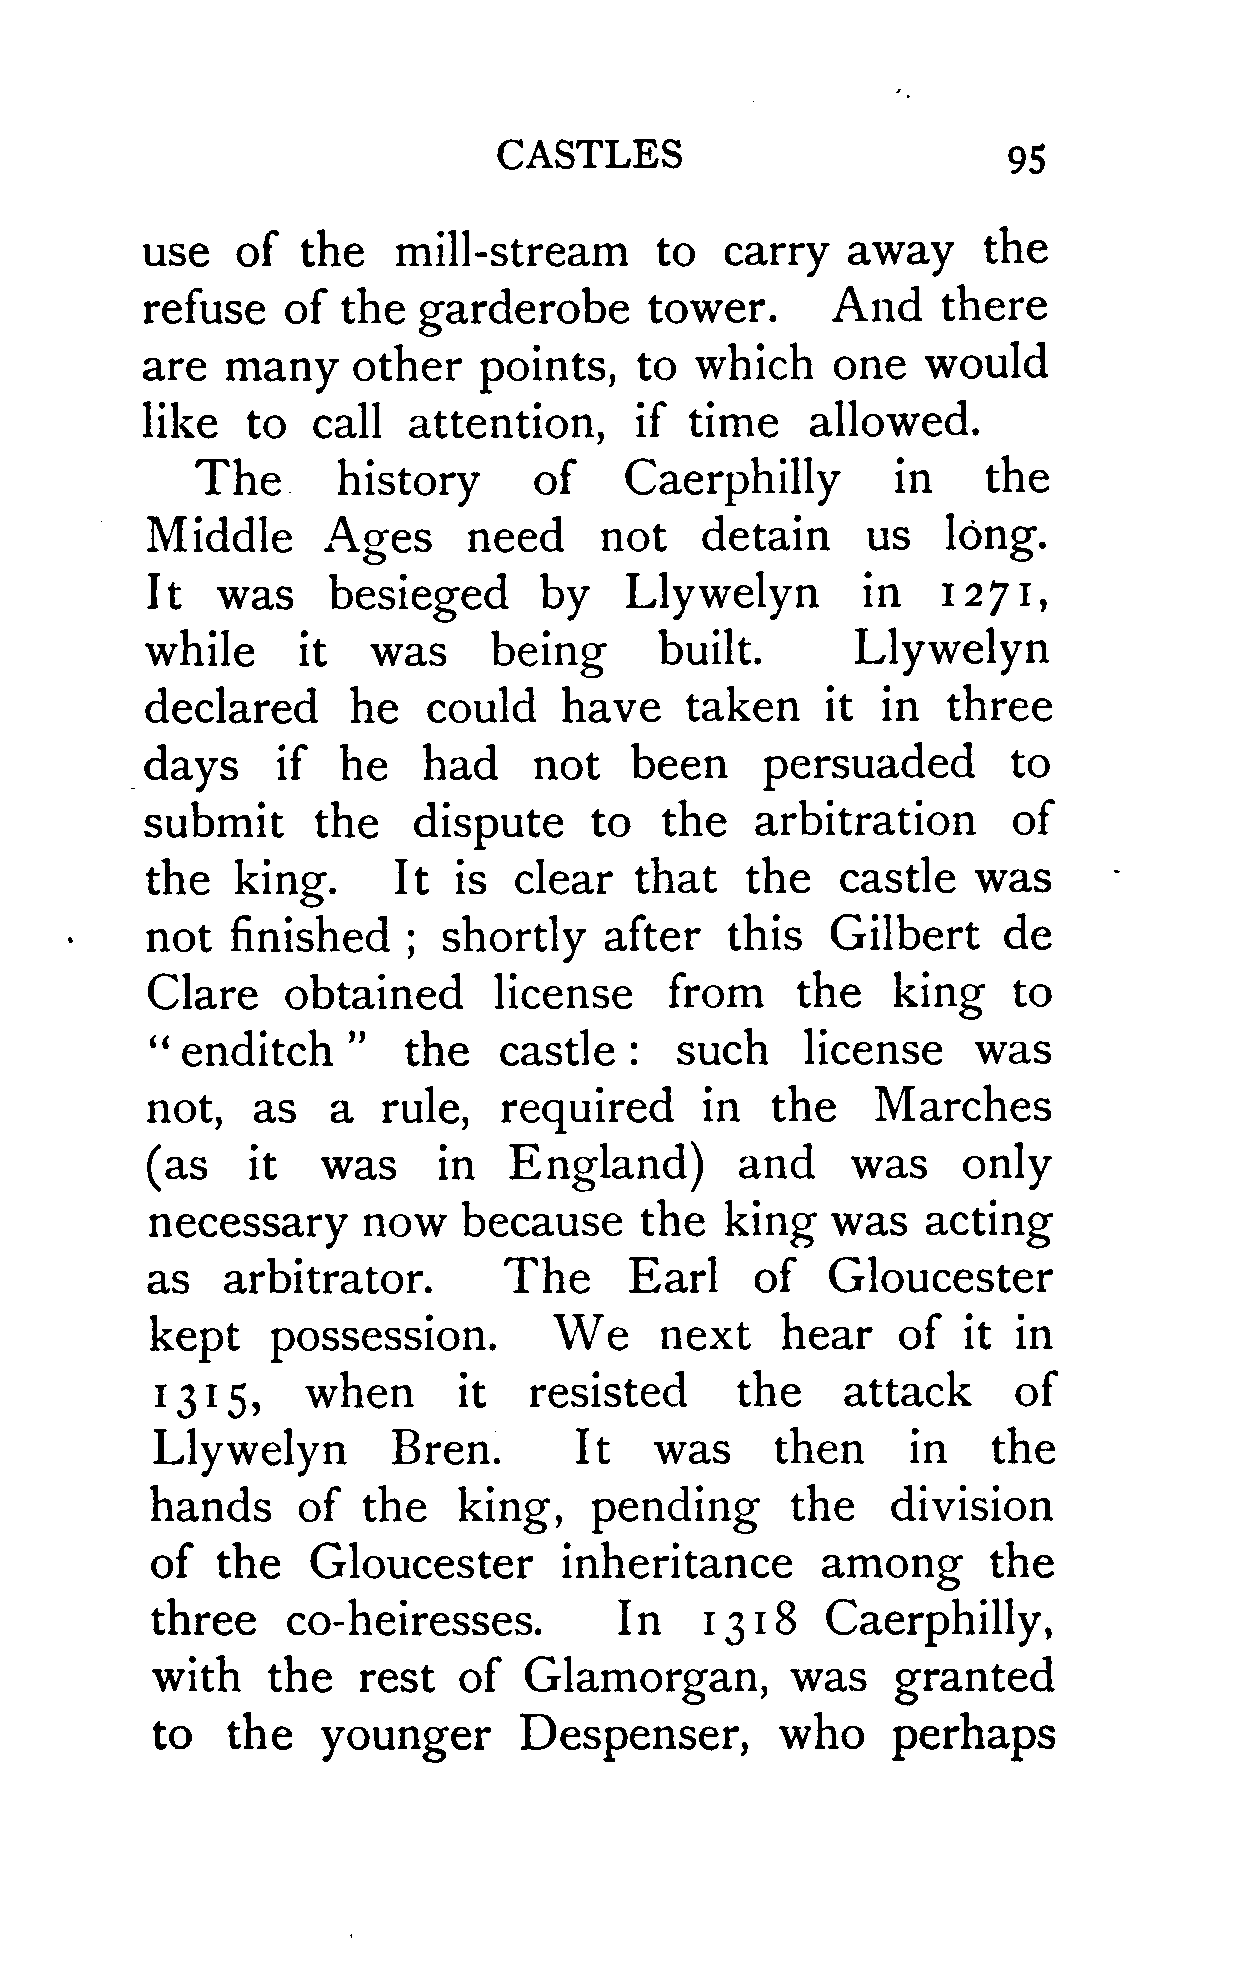 CASTLES 95
use of the mill-stream to carry away the
refuse of the garderobe tower. And there
are many other points, to which one would
like to call attention, if time allowed.
The history of Caerphilly in the
Middle Ages need not detain us long.
It was besieged by Llywelyn in 1271,
while it was being built. Llywelyn
declared he could have taken it in three
days if he had not been persuaded to
submit the dispute to the arbitration of
the king. It is clear that the castle was
not finished ; shortly after this Gilbert de
Clare obtained license from the king to
“ enditch ” the castle : such license was
not, as a rule, required in the Marches
(as it was in England) and was only
necessary now because the king was acting
as arbitrator. The Earl of Gloucester
kept possession. We next hear of it in
1315, when it resisted the attack of
Llywelyn Bren. It was then in the
hands of the king, pending the division
of the Gloucester inheritance among the
three co-heiresses. In 1318 Caerphilly,
with the rest of Glamorgan, was granted
to the younger Despenser, who perhaps